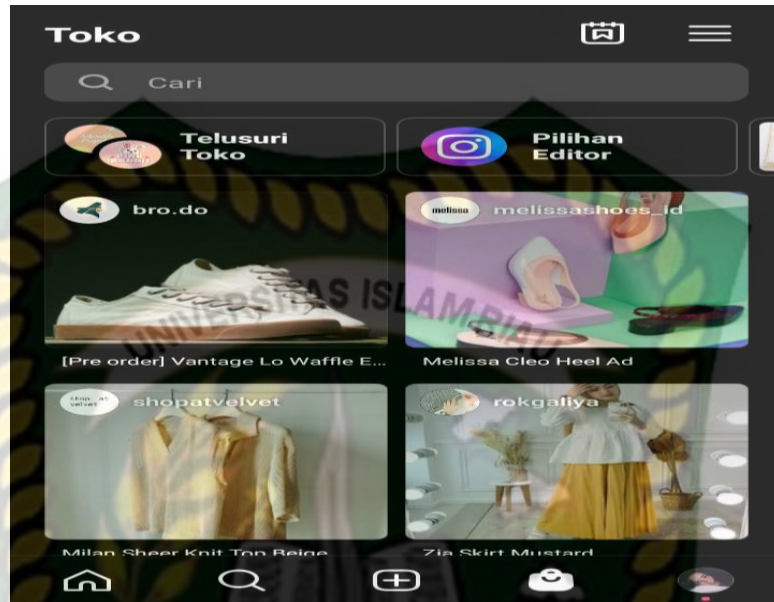 Toko
Cari
Telusuri
Toko
Pilihan
Editor
bro.do
melissa
melissashoes_id
UNIVERSITAS ISLAM RIAU
[Pre order] Vantage Lo Waffle E...
Melissa Cleo Heel Ad
shop at
velvet
shopatvelvet
rokgaliya
Milan Sheer Knit Top Beige
Zia Skirt Mustard